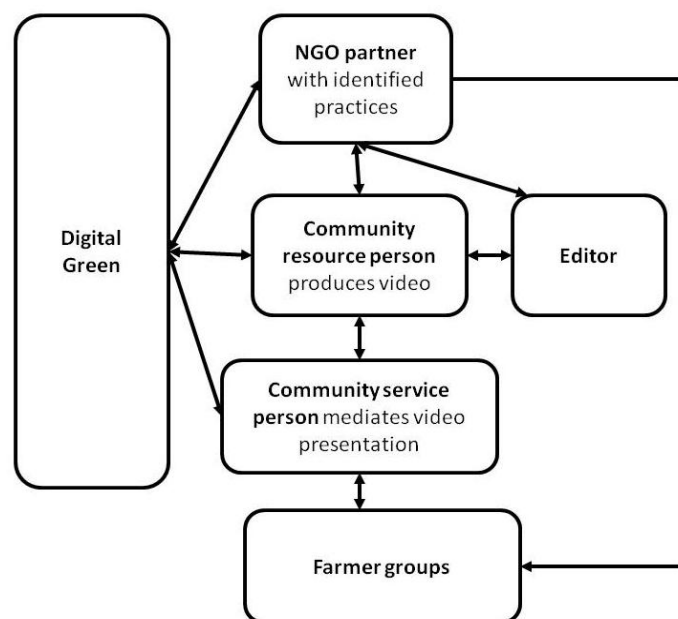 NGO partner
with identified
practices
Digital
Green
Community
resource person
produces video
Editor
Community service
person mediates video
presentation
Farmer groups